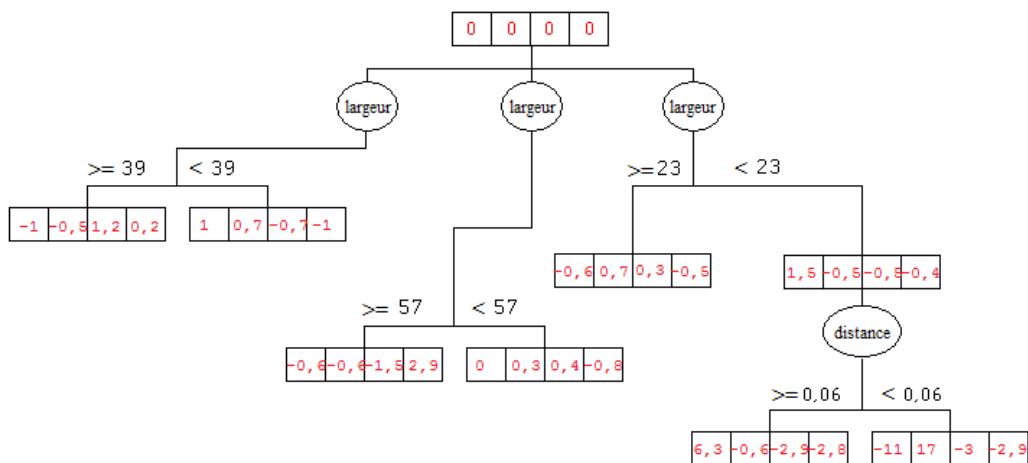 0 0 0 0
largeur largeur largeur
>= 39 < 39 >=23 < 23
-1 -0,5 1,2 0,2 1 0,7 -0,7 -1
-0,6 0,7 0,3 -0,5 1,5 -0,5 -0,5 -0,4
>= 57 < 57 distance
-0,6 -0,6 -1,5 2,9 0 0,3 0,4 -0,8
>=0,06 < 0,06
6,3 -0,6 -2,9 -2,8 -11 17 -3 -2,9